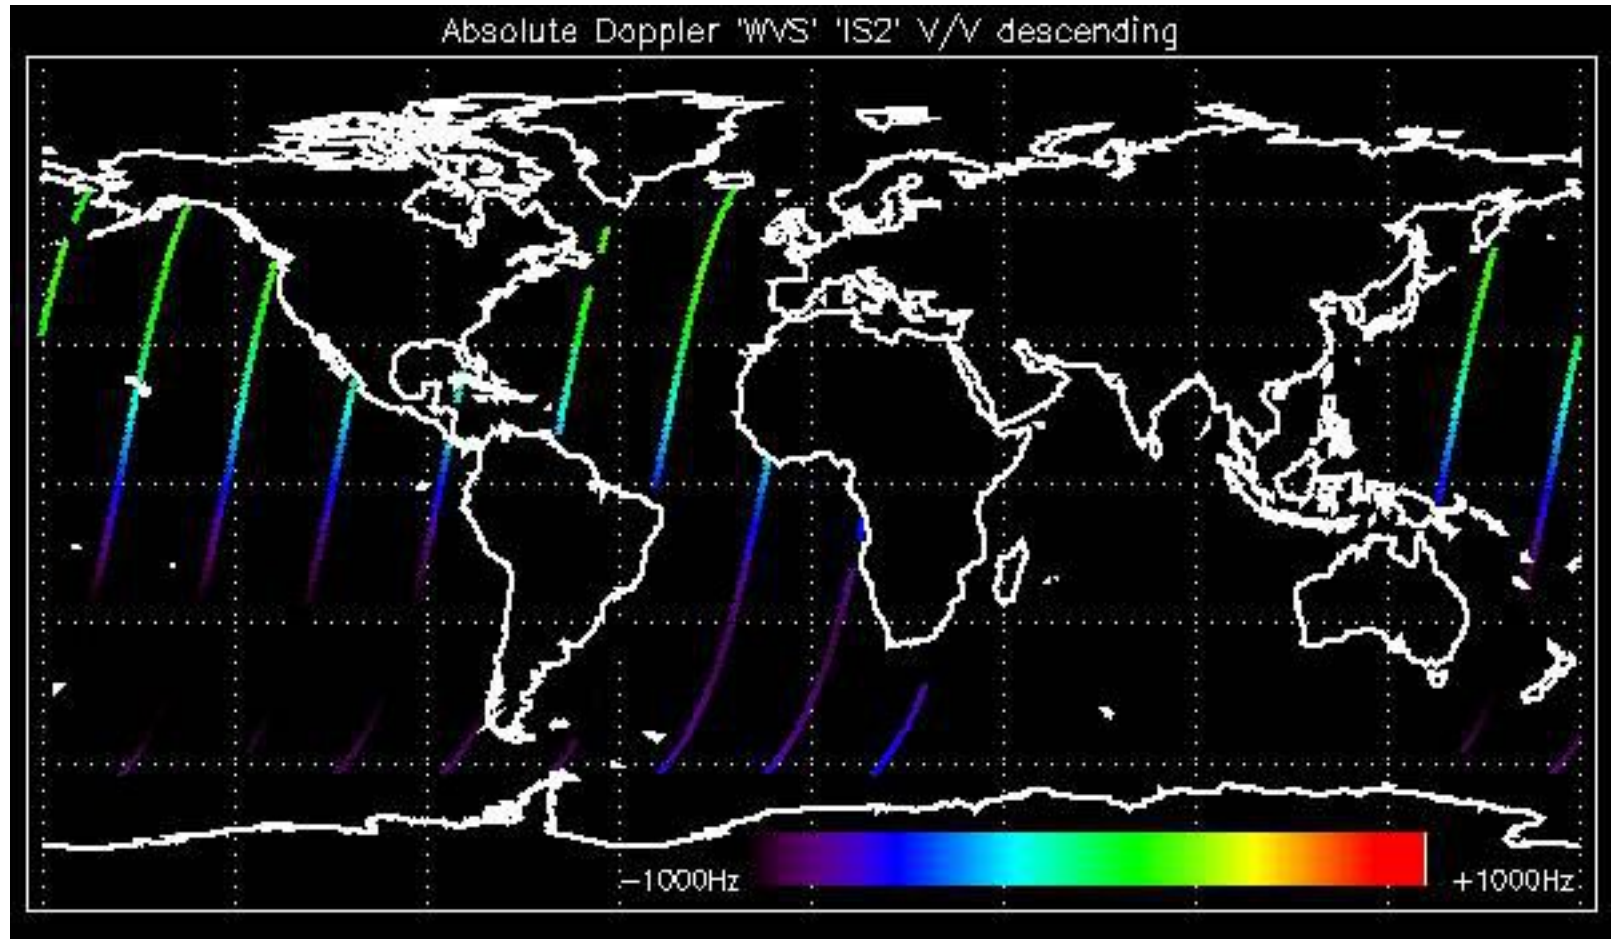 Absolute Doppler 'WVS' 'IS2' V/V descending
−1000Hz +1000Hz